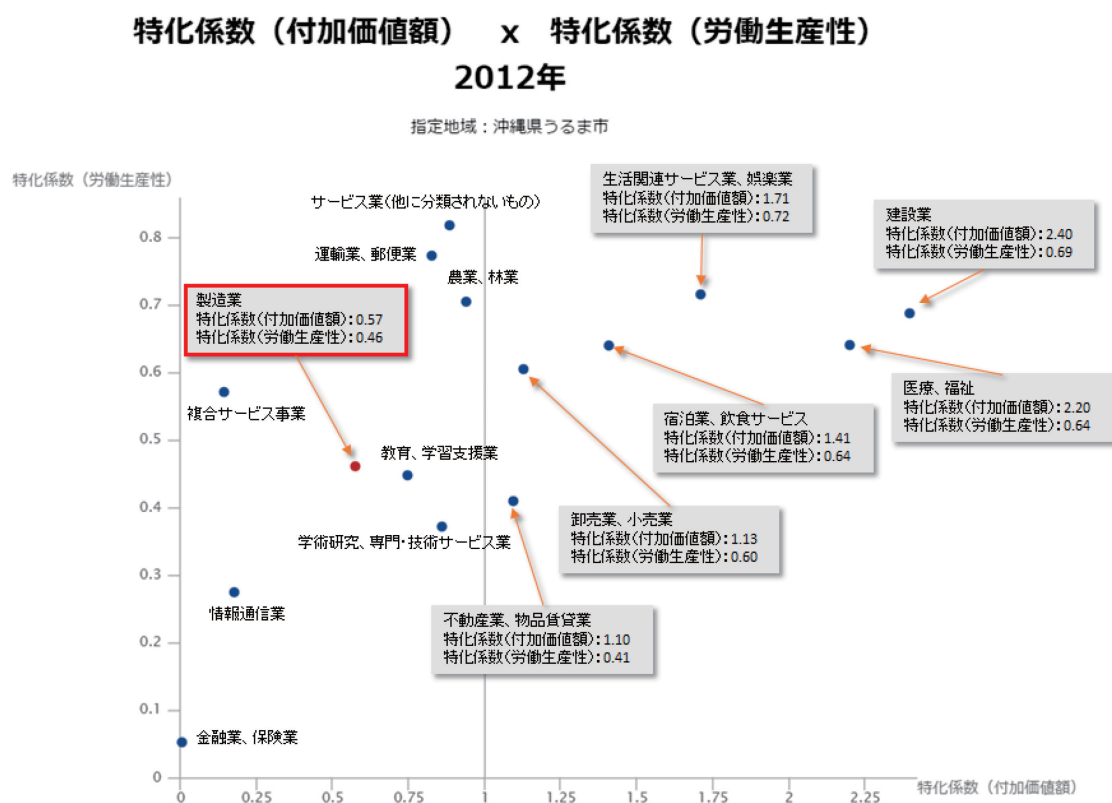 特化係数（付加価値額） x 特化係数（労働生産性）
2012年
指定地域：沖縄県うるま市
特化係数（労働生産性）
生活関連サービス業、娯楽業
特化係数(付加価値額)：1.71
特化係数(労働生産性)：0.72
サービス業(他に分類されないもの)
建設業
特化係数(付加価値額)：2.40
特化係数(労働生産性)：0.69
運輸業、郵便業
農業、林業
製造業
特化係数(付加価値額)：0.57
特化係数(労働生産性)：0.46
医療、福祉
特化係数(付加価値額)：2.20
特化係数(労働生産性)：0.64
複合サービス事業
宿泊業、飲食サービス
特化係数(付加価値額)：1.41
特化係数(労働生産性)：0.64
教育、学習支援業
卸売業、小売業
特化係数(付加価値額)：1.13
特化係数(労働生産性)：0.60
学術研究、専門・技術サービス業
情報通信業
不動産業、物品賃貸業
特化係数(付加価値額)：1.10
特化係数(労働生産性)：0.41
金融業、保険業
0.8
0.7
0.6
0.5
0.4
0.3
0.2
0.1
0
0 0.25 0.5 0.75 1 1.25 1.5 1.75 2 2.25
特化係数（付加価値額）